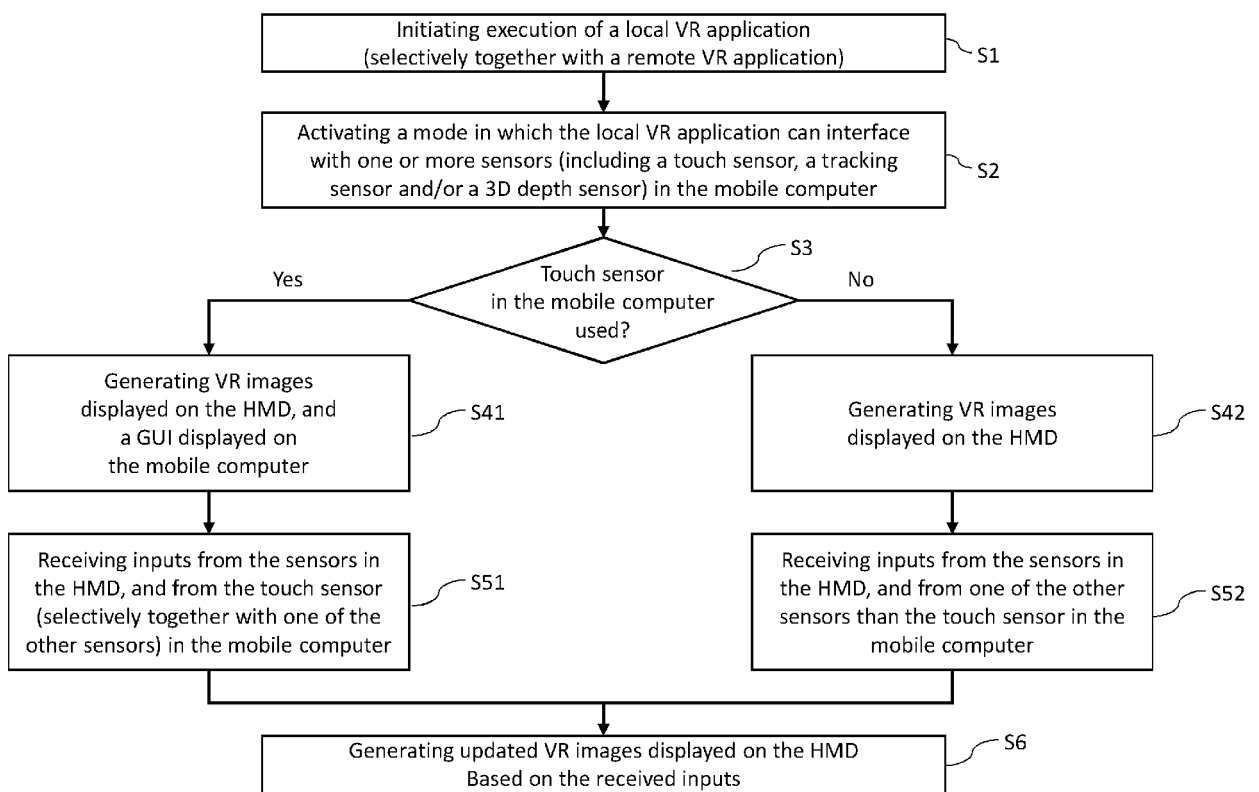 Initiating execution of a local VR application
(selectively together with a remote VR application)
S1
Activating a mode in which the local VR application can interface
with one or more sensors (including a touch sensor, a tracking
sensor and/or a 3D depth sensor) in the mobile computer
S2
S3
Touch sensor
in the mobile computer
used?
Yes
No
Generating VR images
displayed on the HMD, and
a GUI displayed on
the mobile computer
S41
Generating VR images
displayed on the HMD
S42
Receiving inputs from the sensors in
the HMD, and from the touch sensor
(selectively together with one of the
other sensors) in the mobile computer
S51
Receiving inputs from the sensors
in the HMD, and from one of the other
sensors than the touch sensor in the
mobile computer
S52
Generating updated VR images displayed on the HMD
Based on the received inputs
S6